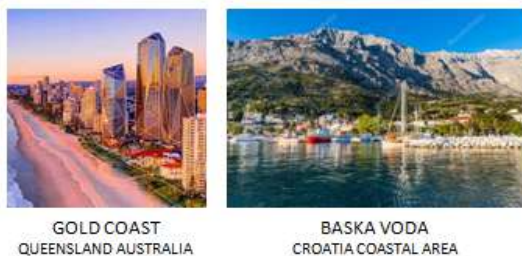 GOLD COAST
QUEENSLAND AUSTRALIA
BASKA VODA
CROATIA COASTAL AREA